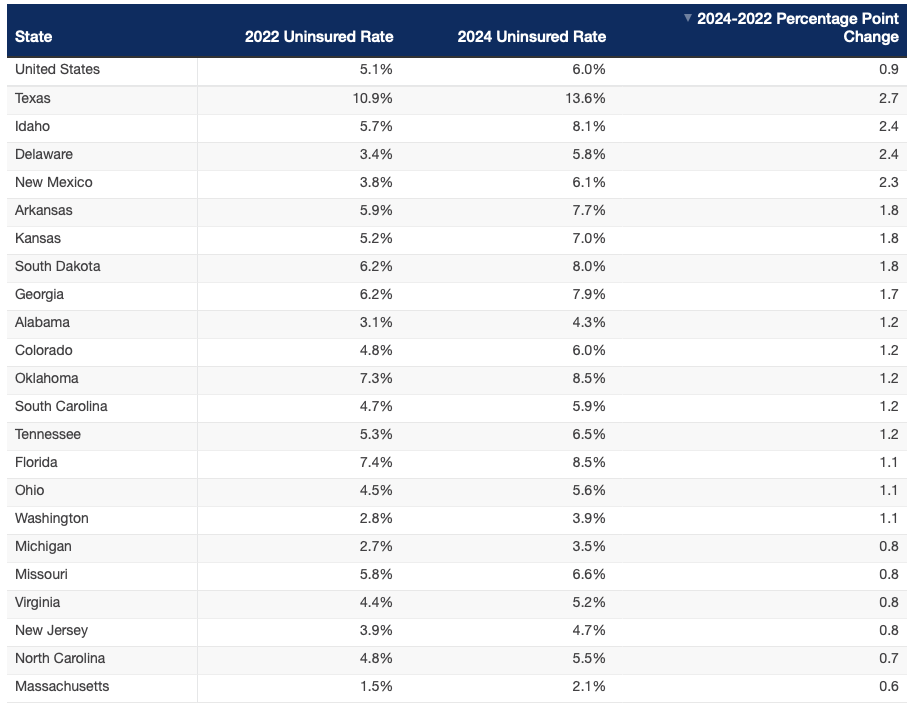 State 2022 Uninsured Rate 2024 Uninsured Rate ▼ 2024-2022 Percentage Point Change
United States 5.1% 6.0% 0.9
Texas 10.9% 13.6% 2.7
Idaho 5.7% 8.1% 2.4
Delaware 3.4% 5.8% 2.4
New Mexico 3.8% 6.1% 2.3
Arkansas 5.9% 7.7% 1.8
Kansas 5.2% 7.0% 1.8
South Dakota 6.2% 8.0% 1.8
Georgia 6.2% 7.9% 1.7
Alabama 3.1% 4.3% 1.2
Colorado 4.8% 6.0% 1.2
Oklahoma 7.3% 8.5% 1.2
South Carolina 4.7% 5.9% 1.2
Tennessee 5.3% 6.5% 1.2
Florida 7.4% 8.5% 1.1
Ohio 4.5% 5.6% 1.1
Washington 2.8% 3.9% 1.1
Michigan 2.7% 3.5% 0.8
Missouri 5.8% 6.6% 0.8
Virginia 4.4% 5.2% 0.8
New Jersey 3.9% 4.7% 0.8
North Carolina 4.8% 5.5% 0.7
Massachusetts 1.5% 2.1% 0.6